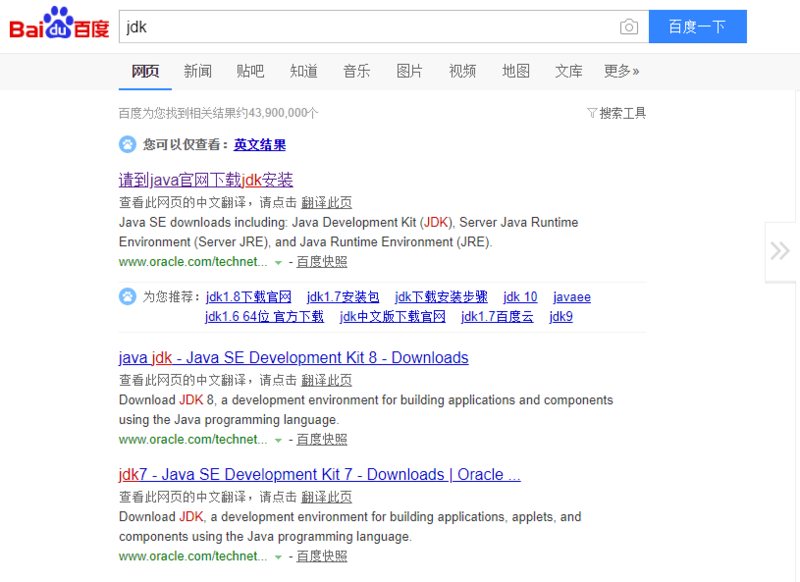 Bai du 百度 jdk 百度一下
网页 新闻 贴吧 知道 音乐 图片 视频 地图 文库 更多»
百度为您找到相关结果约43,900,000个 搜索工具
您可以仅查看：英文结果
请到java官网下载jdk安装
查看此网页的中文翻译，请点击 翻译此页
Java SE downloads including: Java Development Kit (JDK), Server Java Runtime
Environment (Server JRE), and Java Runtime Environment (JRE).
www.oracle.com/technet... - 百度快照
为您推荐： jdk1.8下载官网 jdk1.7安装包 jdk下载安装步骤 jdk 10 javaee
jdk1.6 64位 官方下载 jdk中文版下载官网 jdk1.7百度云 jdk9
java jdk - Java SE Development Kit 8 - Downloads
查看此网页的中文翻译，请点击 翻译此页
Download JDK 8, a development environment for building applications and components
using the Java programming language.
www.oracle.com/technet... - 百度快照
jdk7 - Java SE Development Kit 7 - Downloads | Oracle ...
查看此网页的中文翻译，请点击 翻译此页
Download JDK, a development environment for building applications, applets, and
components using the Java programming language.
www.oracle.com/technet... - 百度快照